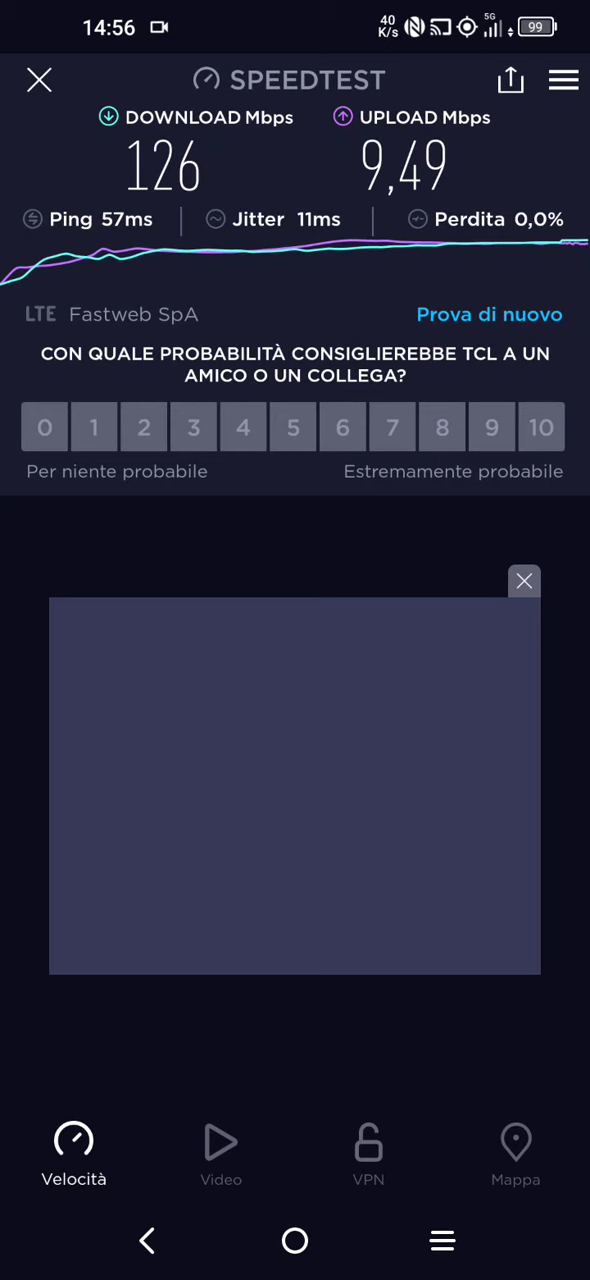 14:56 40 K/s 5G 99
SPEEDTEST
DOWNLOAD Mbps UPLOAD Mbps
126 9,49
Ping 57ms Jitter 11ms Perdita 0,0%
LTE Fastweb SpA Prova di nuovo
CON QUALE PROBABILITÀ CONSIGLIEREBBE TCL A UN
AMICO O UN COLLEGA?
0 1 2 3 4 5 6 7 8 9 10
Per niente probabile Estremamente probabile
Velocità Video VPN Mappa